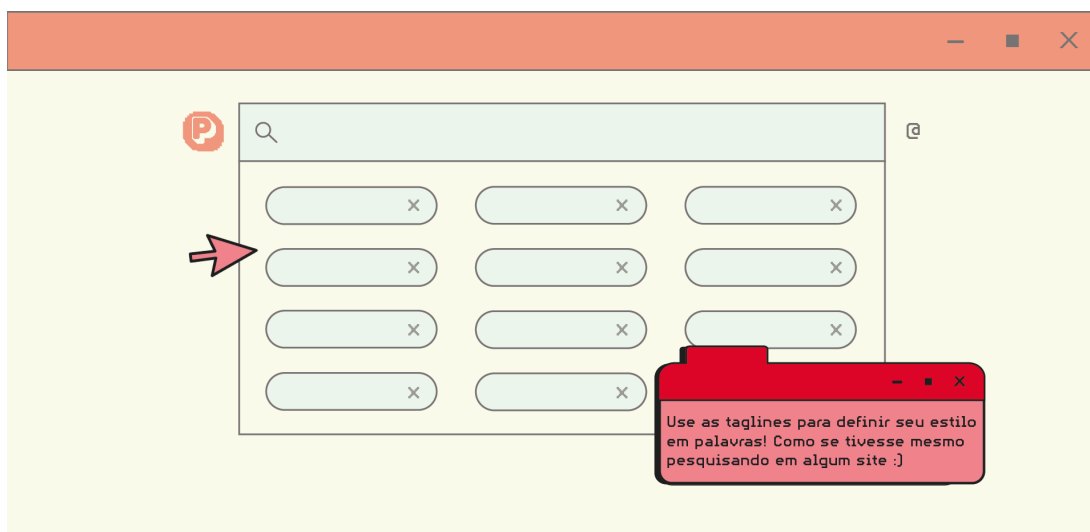 P
@
Use as taglines para definir seu estilo
em palavras! Como se tivesse mesmo
pesquisando em algum site :)